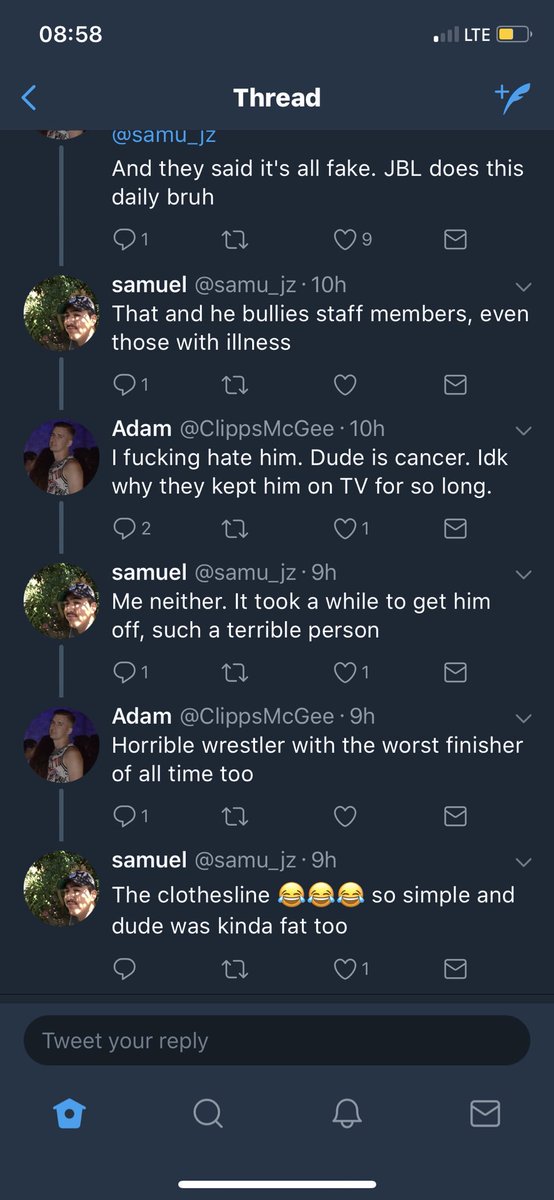 08:58
LTE
Thread
@samu_jz
And they said it's all fake. JBL does this
daily bruh
1 9
samuel @samu_jz · 10h
That and he bullies staff members, even
those with illness
1
Adam @ClippsMcGee · 10h
I fucking hate him. Dude is cancer. Idk
why they kept him on TV for so long.
2 1
samuel @samu_jz · 9h
Me neither. It took a while to get him
off, such a terrible person
1 1
Adam @ClippsMcGee · 9h
Horrible wrestler with the worst finisher
of all time too
1
samuel @samu_jz · 9h
The clothesline 😂😂😂 so simple and
dude was kinda fat too
1
Tweet your reply